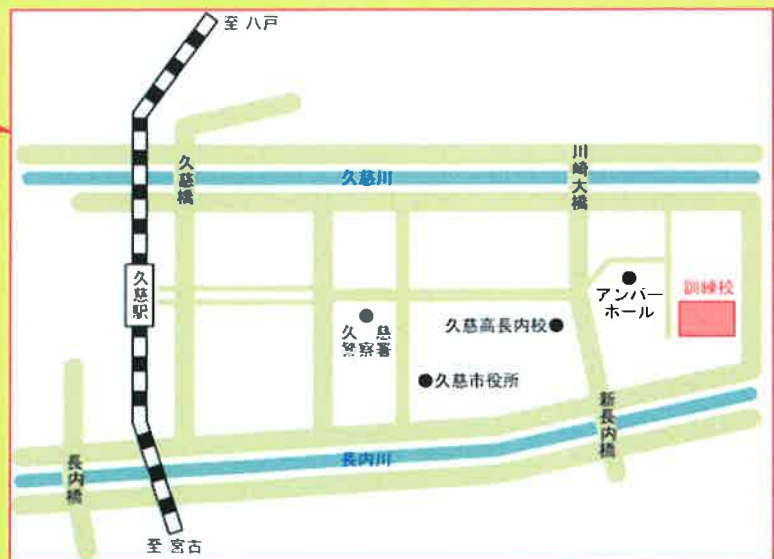 至 八戸
久慈橋
久慈川
川崎大橋
久慈駅
アンバー
ホール
訓練校
久 慈
警察署
久慈高長内校
久慈市役所
新長内橋
長内川
長内橋
至 宮古